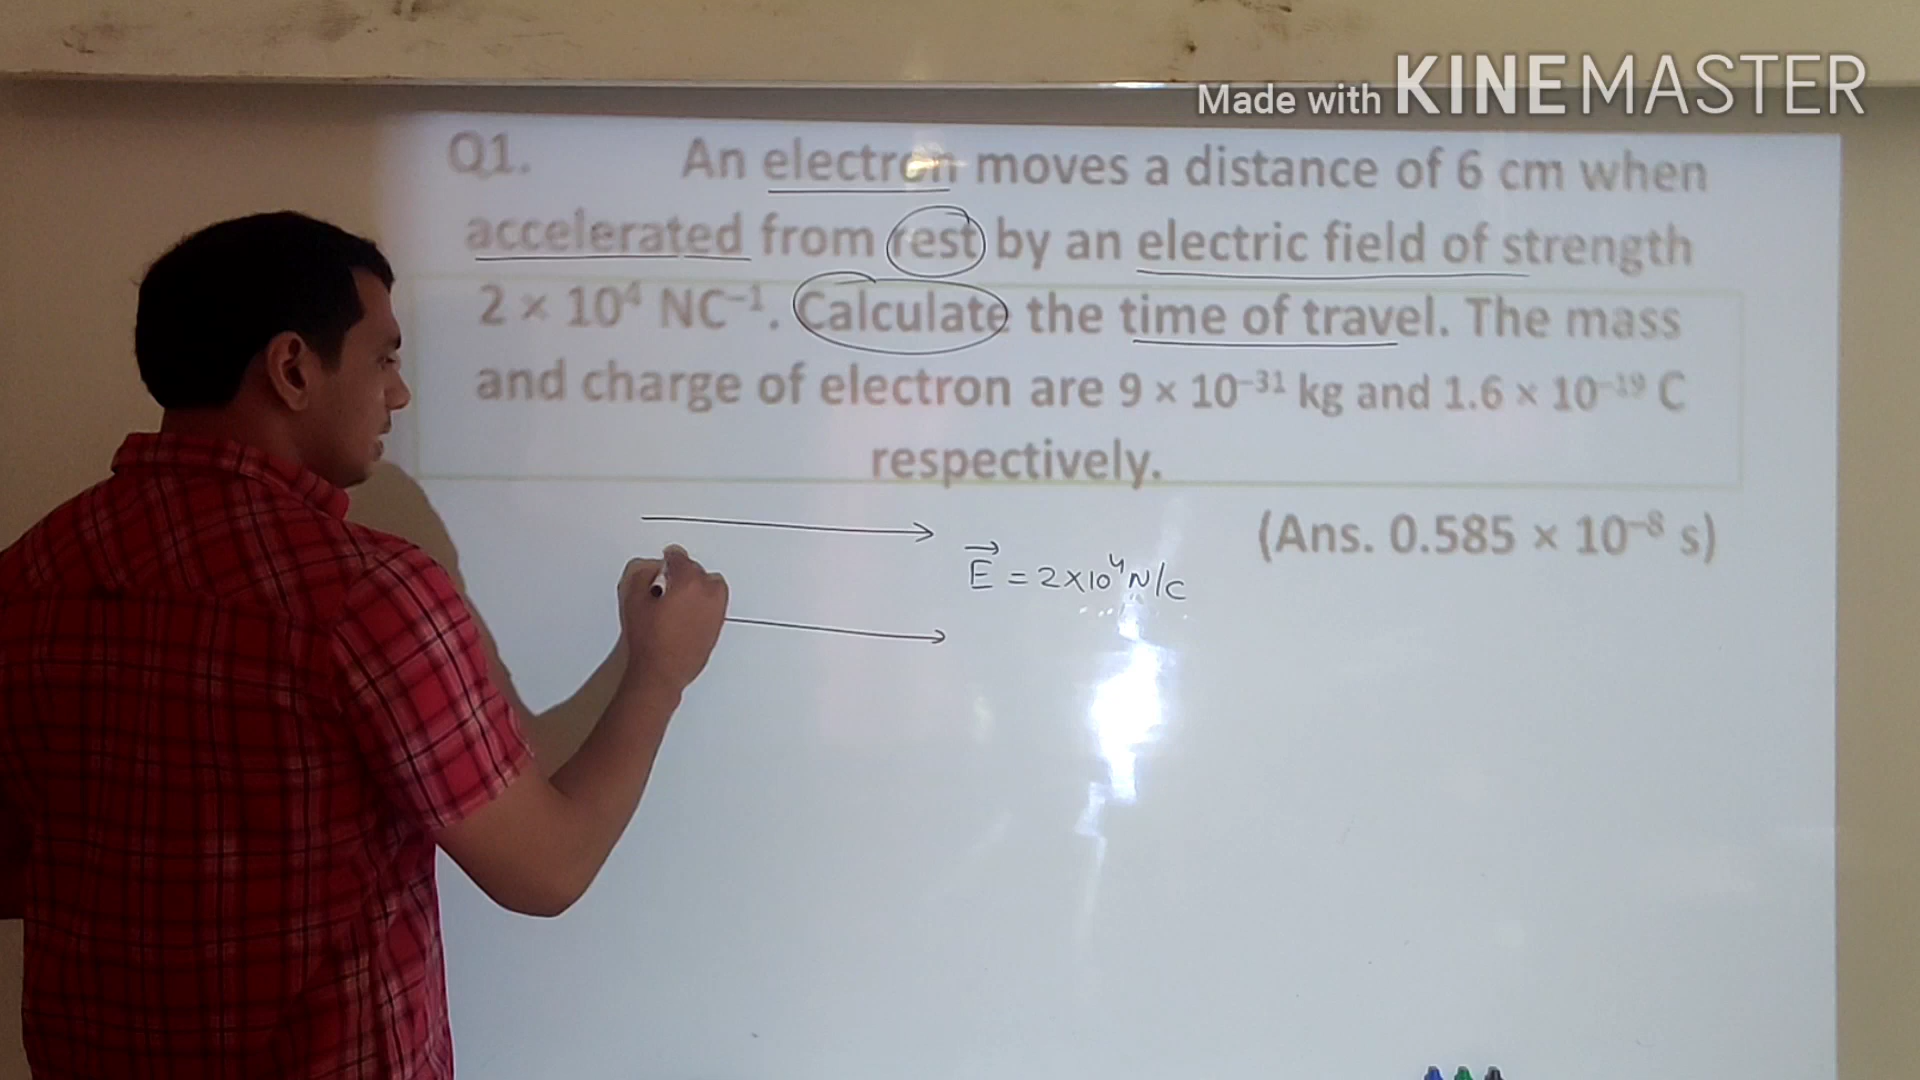 Made with KINEMASTER
Q1. An electron moves a distance of 6 cm when
accelerated from rest by an electric field of strength
2 × 10⁴ NC⁻¹. Calculate the time of travel. The mass
and charge of electron are 9 × 10⁻³¹ kg and 1.6 × 10⁻¹⁹ C
respectively.
(Ans. 0.585 × 10⁻⁸ s)
E⃗ = 2×10⁴ N/C